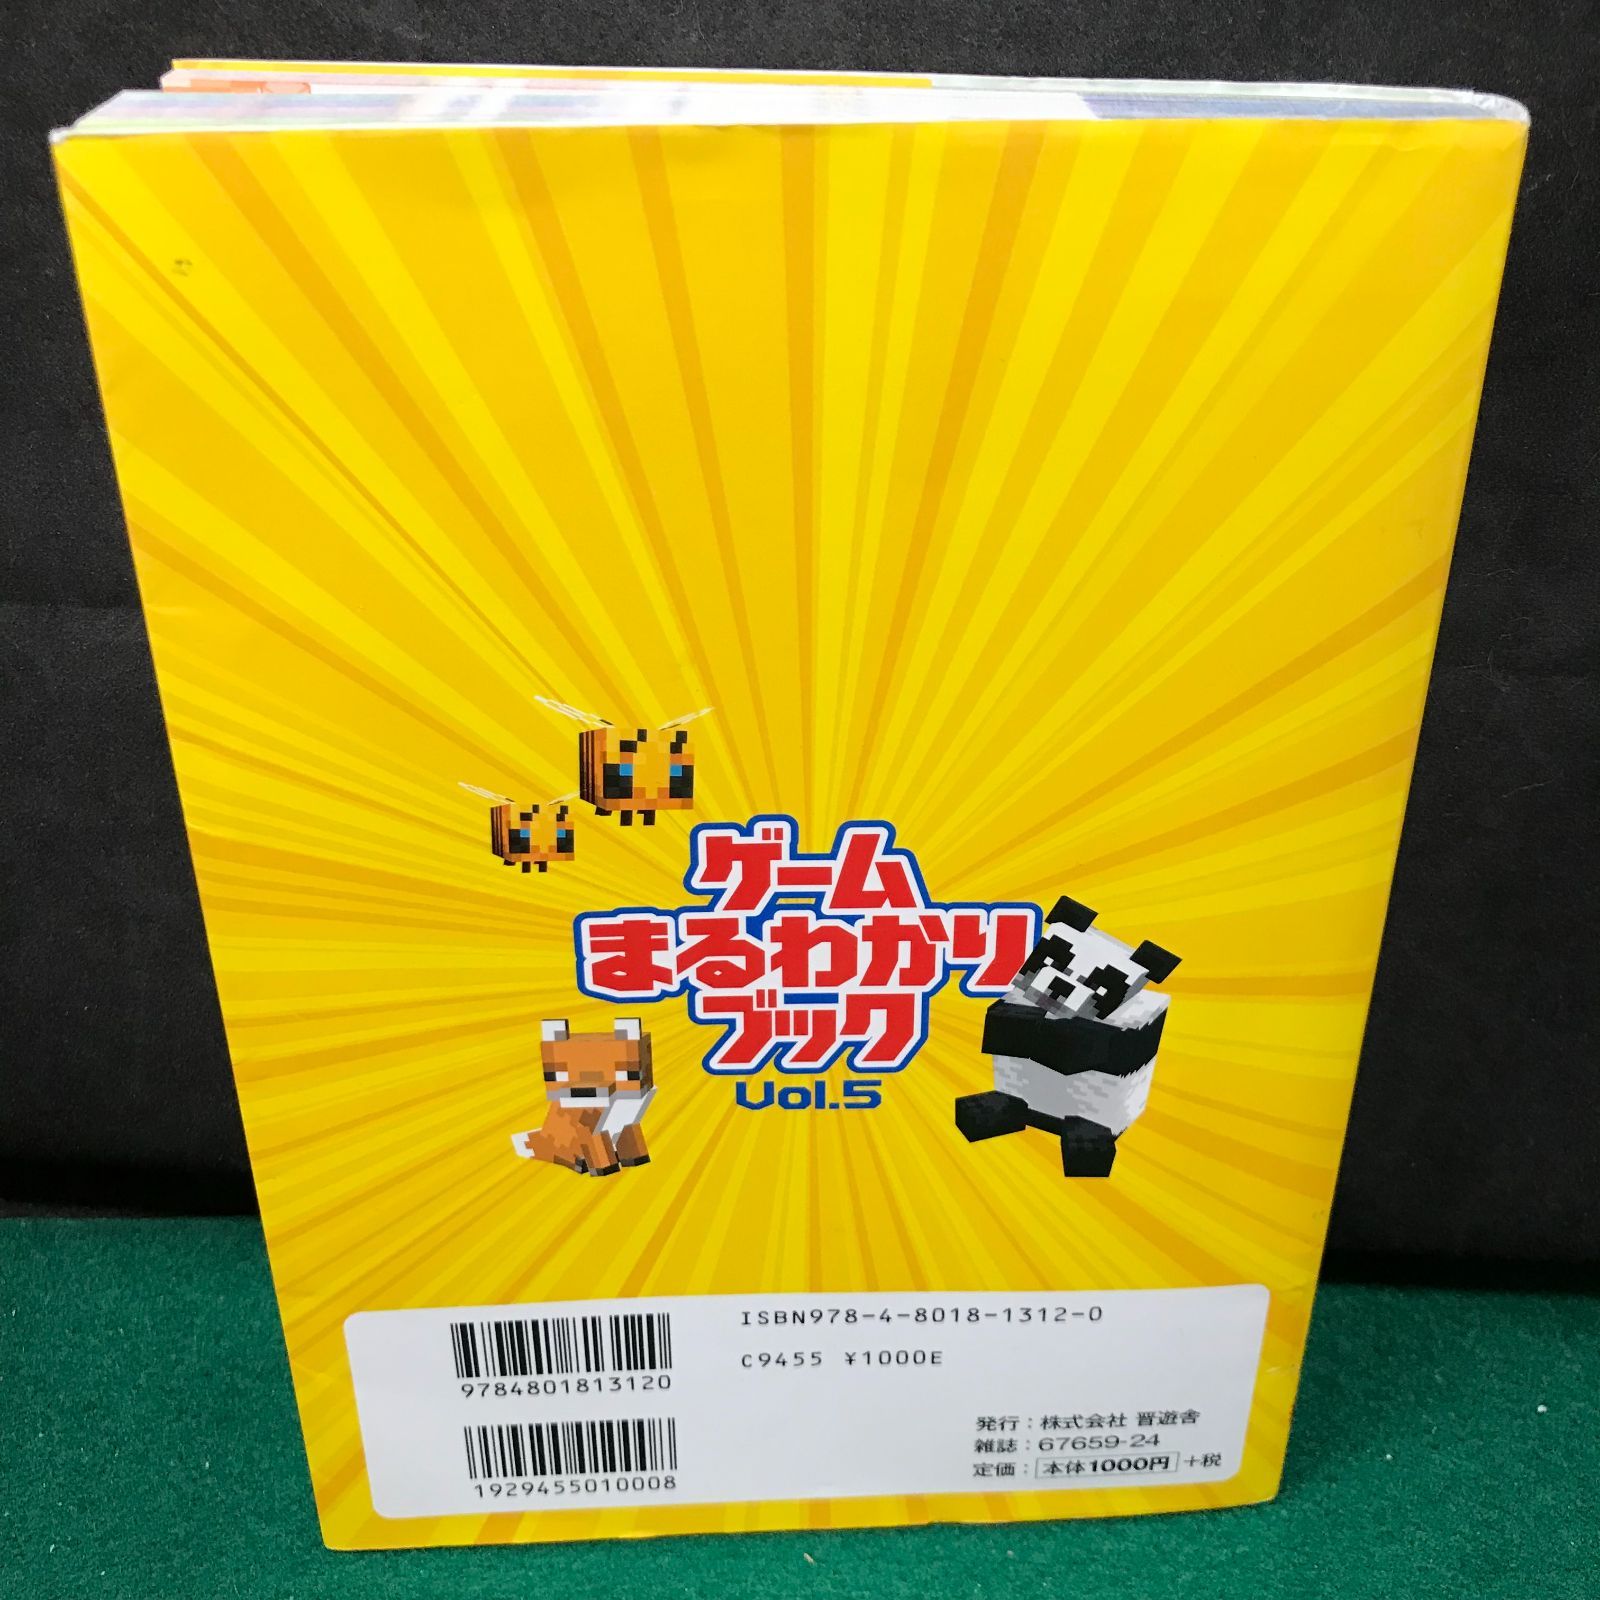 ゲーム
まるわかり
ブック
Vol.5
ISBN978-4-8018-1312-0
C9455 ¥1000E
9784801813120
1929455010008
発行：株式会社 晋遊舎
雑誌：67659-24
定価：本体1000円+税